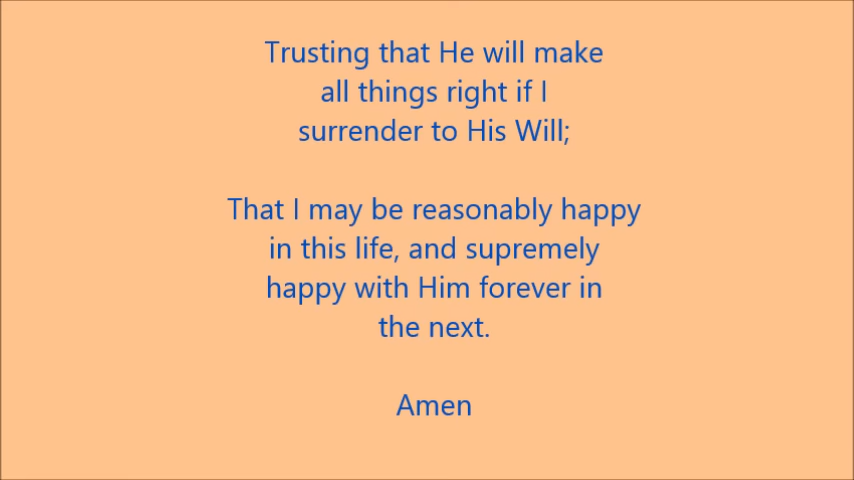 Trusting that He will make
all things right if I
surrender to His Will;
That I may be reasonably happy
in this life, and supremely
happy with Him forever in
the next.
Amen